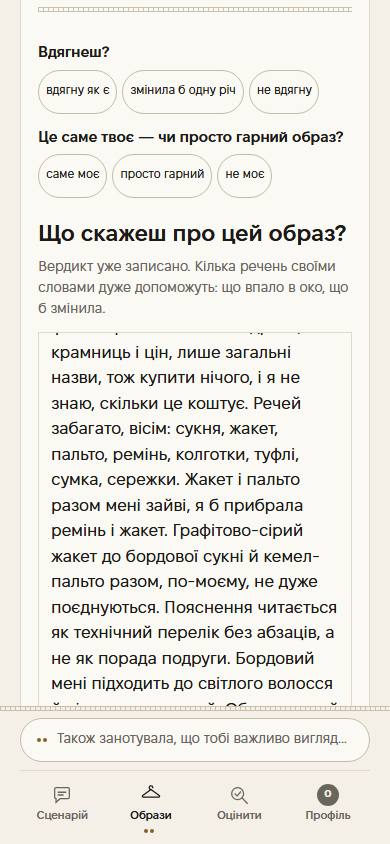 Вдягнеш?
вдягну як є
змінила б одну річ
не вдягну
Це саме твоє — чи просто гарний образ?
саме моє
просто гарний
не моє
Що скажеш про цей образ?
Вердикт уже записано. Кілька речень своїми
словами дуже допоможуть: що впало в око, що
б змінила.
крамниць і цін, лише загальні
назви, тож купити нічого, і я не
знаю, скільки це коштує. Речей
забагато, вісім: сукня, жакет,
пальто, ремінь, колготки, туфлі,
сумка, сережки. Жакет і пальто
разом мені зайві, я б прибрала
ремінь і жакет. Графітово-сірий
жакет до бордової сукні й кемел-
пальто разом, по-моєму, не дуже
поєднуються. Пояснення читається
як технічний перелік без абзаців, а
не як порада подруги. Бордовий
мені підходить до світлого волосся
Також занотувала, що тобі важливо вигляд...
Сценарій
Образи
Оцінити
О
Профіль